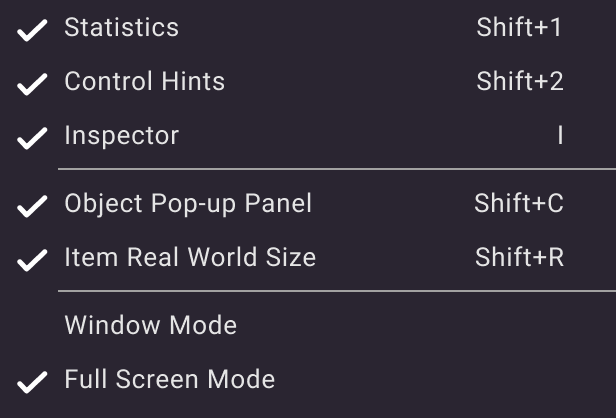 Statistics Shift+1
Control Hints Shift+2
Inspector I
Object Pop-up Panel Shift+C
Item Real World Size Shift+R
Window Mode
Full Screen Mode